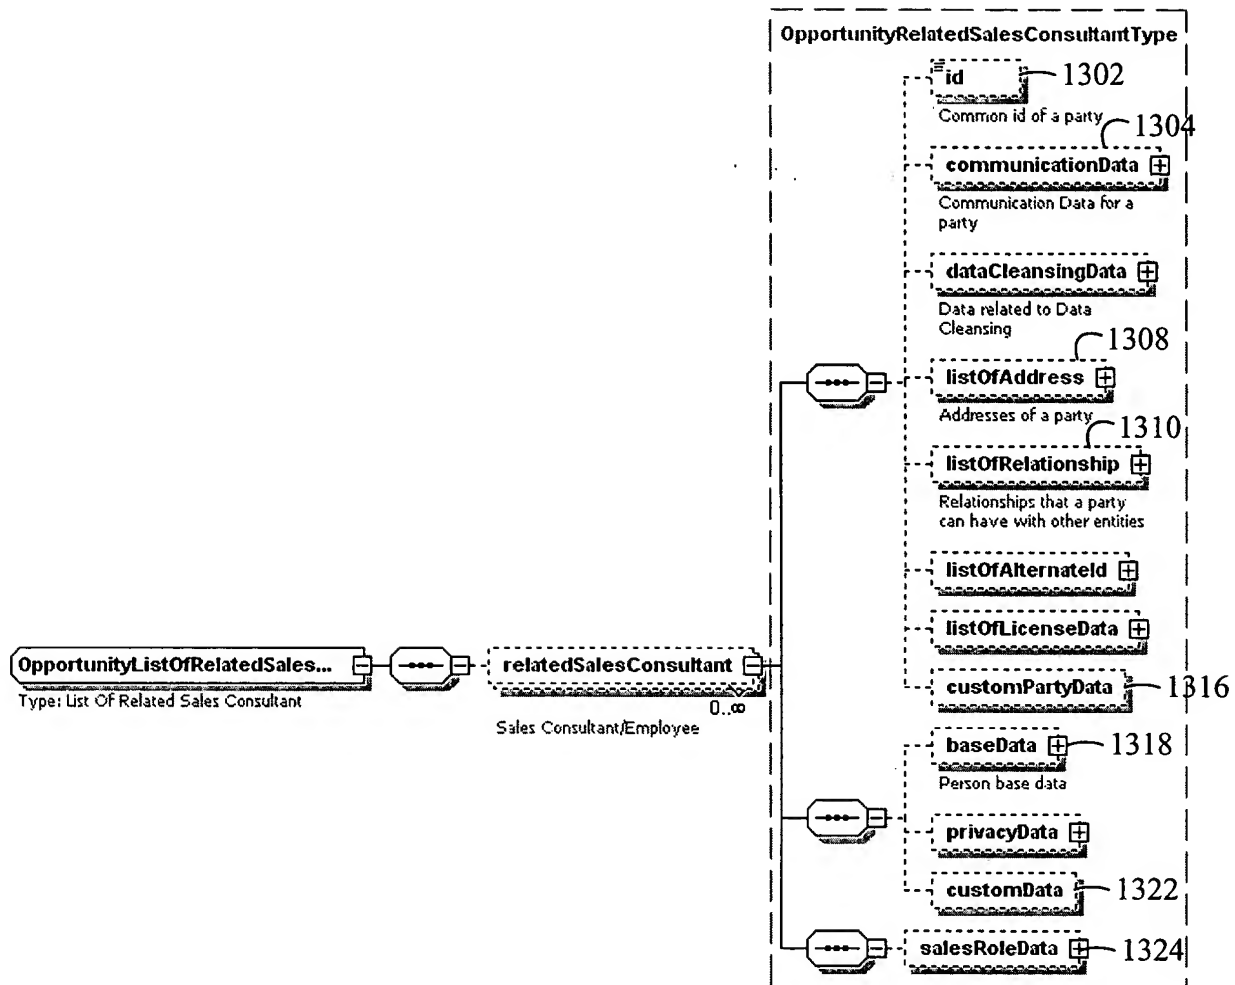 OpportunityRelatedSalesConsultantType
id
1302
Common id of a party
1304
communicationData
Communication Data for a
party
dataCleansingData
Data related to Data
Cleansing
1308
listOfAddress
Addresses of a party
1310
listOfRelationship
Relationships that a party
can have with other entities
listOfAlternateId
listOfLicenseData
OpportunityListOfRelatedSales...
Type: List Of Related Sales Consultant
relatedSalesConsultant
0..∞
Sales Consultant/Employee
customPartyData
1316
baseData
1318
Person base data
privacyData
customData
1322
salesRoleData
1324